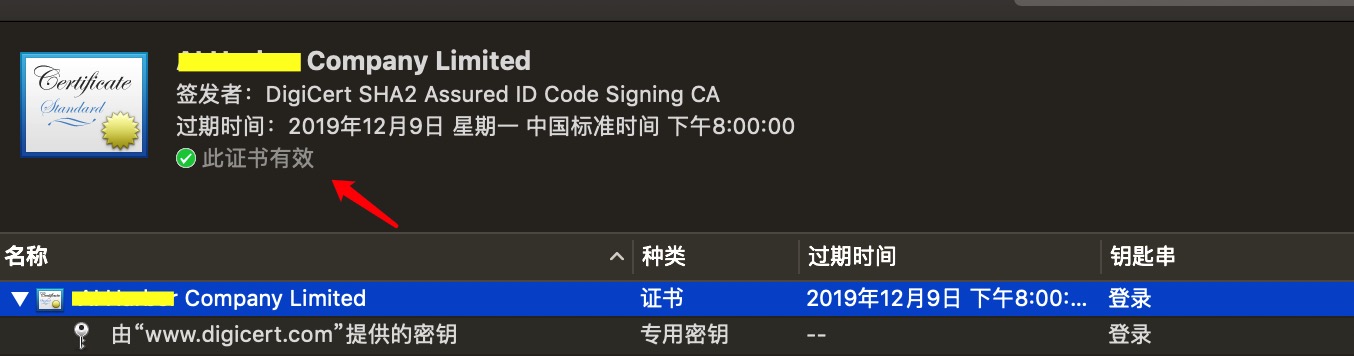 Certificate
Standard
Company Limited
签发者：DigiCert SHA2 Assured ID Code Signing CA
过期时间：2019年12月9日 星期一 中国标准时间 下午8:00:00
此证书有效
名称 种类 过期时间 钥匙串
Company Limited 证书 2019年12月9日 下午8:00:... 登录
由“www.digicert.com”提供的密钥 专用密钥 -- 登录